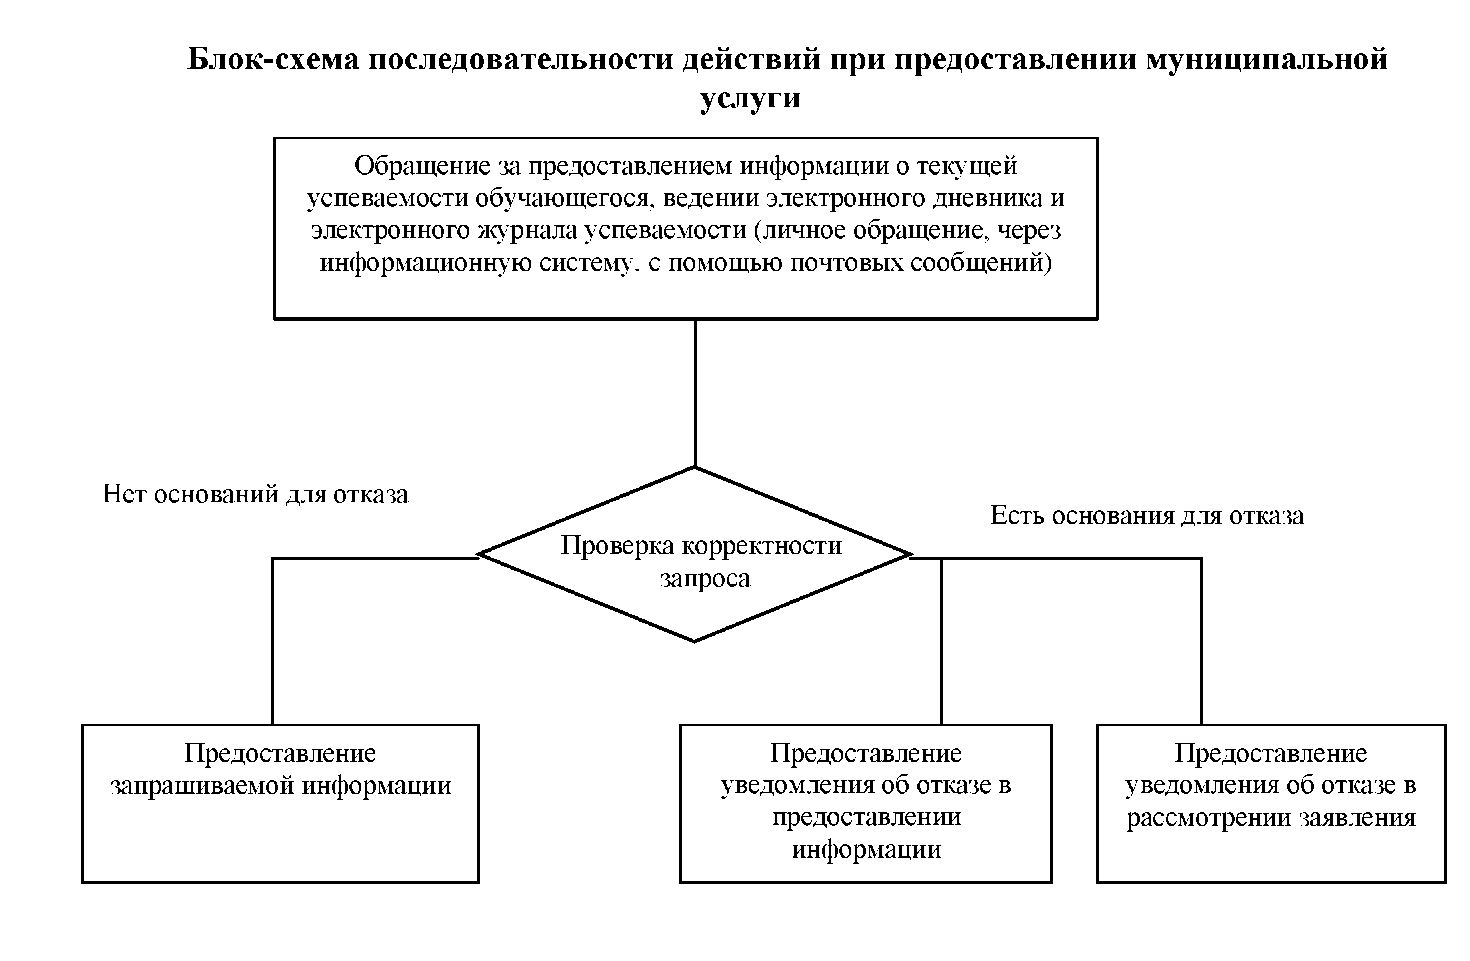 Блок-схема последовательности действий при предоставлении муниципальной
услуги
Обращение за предоставлением информации о текущей
успеваемости обучающегося, ведении электронного дневника и
электронного журнала успеваемости (личное обращение, через
информационную систему. с помощью почтовых сообщений)
Нет оснований для отказа
Есть основания для отказа
Проверка корректности
запроса
Предоставление
запрашиваемой информации
Предоставление
уведомления об отказе в
предоставлении
информации
Предоставление
уведомления об отказе в
рассмотрении заявления